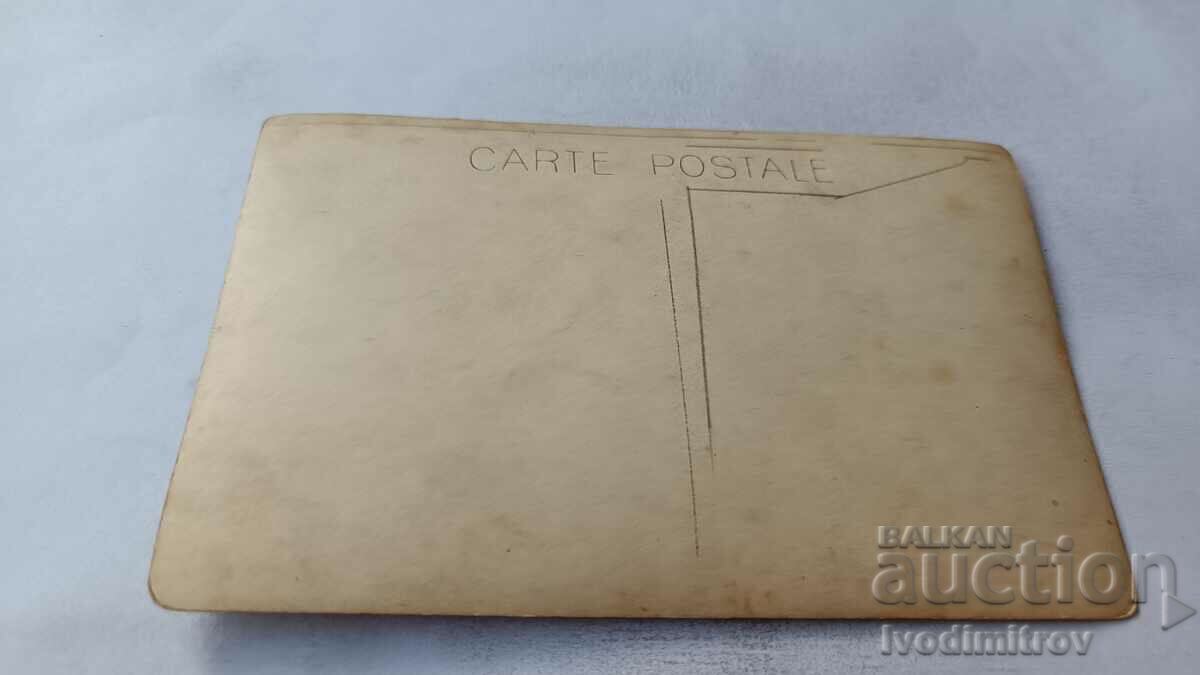 CARTE POSTALE
BALKAN
auction
Ivodimitrov